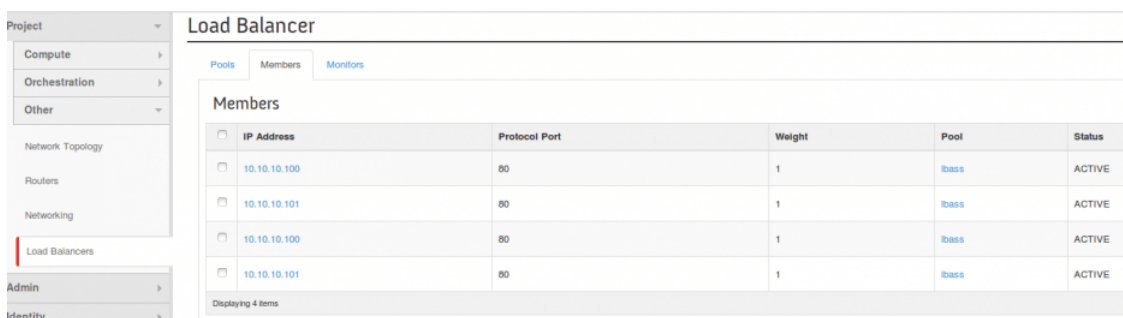 Project
Compute
Orchestration
Other
Network Topology
Routers
Networking
Load Balancers
Admin
Identity
Load Balancer
Pools Members Monitors
Members
IP Address Protocol Port Weight Pool Status
10.10.10.100 80 1 lbass ACTIVE
10.10.10.101 80 1 lbass ACTIVE
10.10.10.100 80 1 lbass ACTIVE
10.10.10.101 80 1 lbass ACTIVE
Displaying 4 items